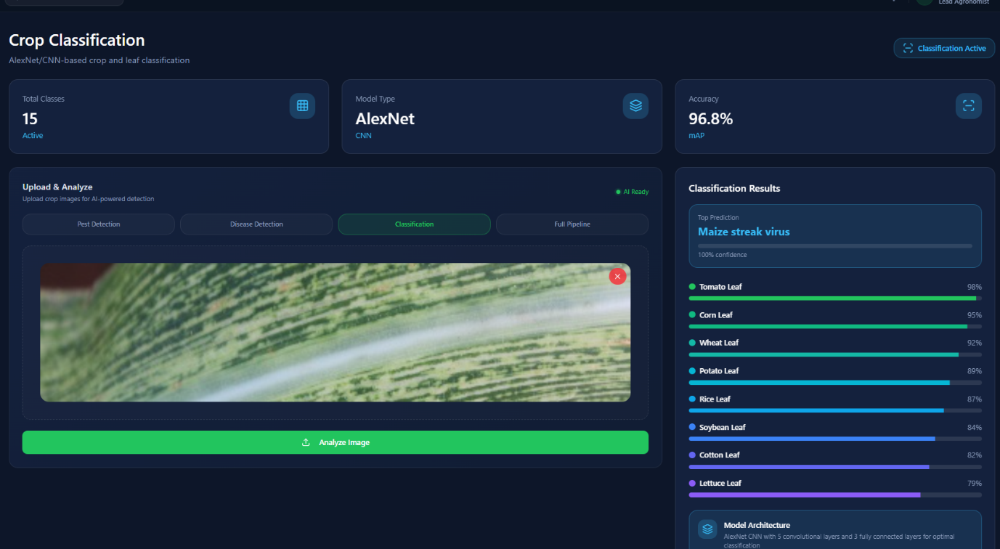 Lead Agronomist
Crop Classification
AlexNet/CNN-based crop and leaf classification
Classification Active
Total Classes
15
Active
Model Type
AlexNet
CNN
Accuracy
96.8%
mAP
Upload & Analyze
Upload crop images for AI-powered detection
AI Ready
Pest Detection
Disease Detection
Classification
Full Pipeline
Analyze Image
Classification Results
Top Prediction
Maize streak virus
100% confidence
Tomato Leaf 98%
Corn Leaf 95%
Wheat Leaf 92%
Potato Leaf 89%
Rice Leaf 87%
Soybean Leaf 84%
Cotton Leaf 82%
Lettuce Leaf 79%
Model Architecture
AlexNet CNN with 5 convolutional layers and 3 fully connected layers for optimal
classification